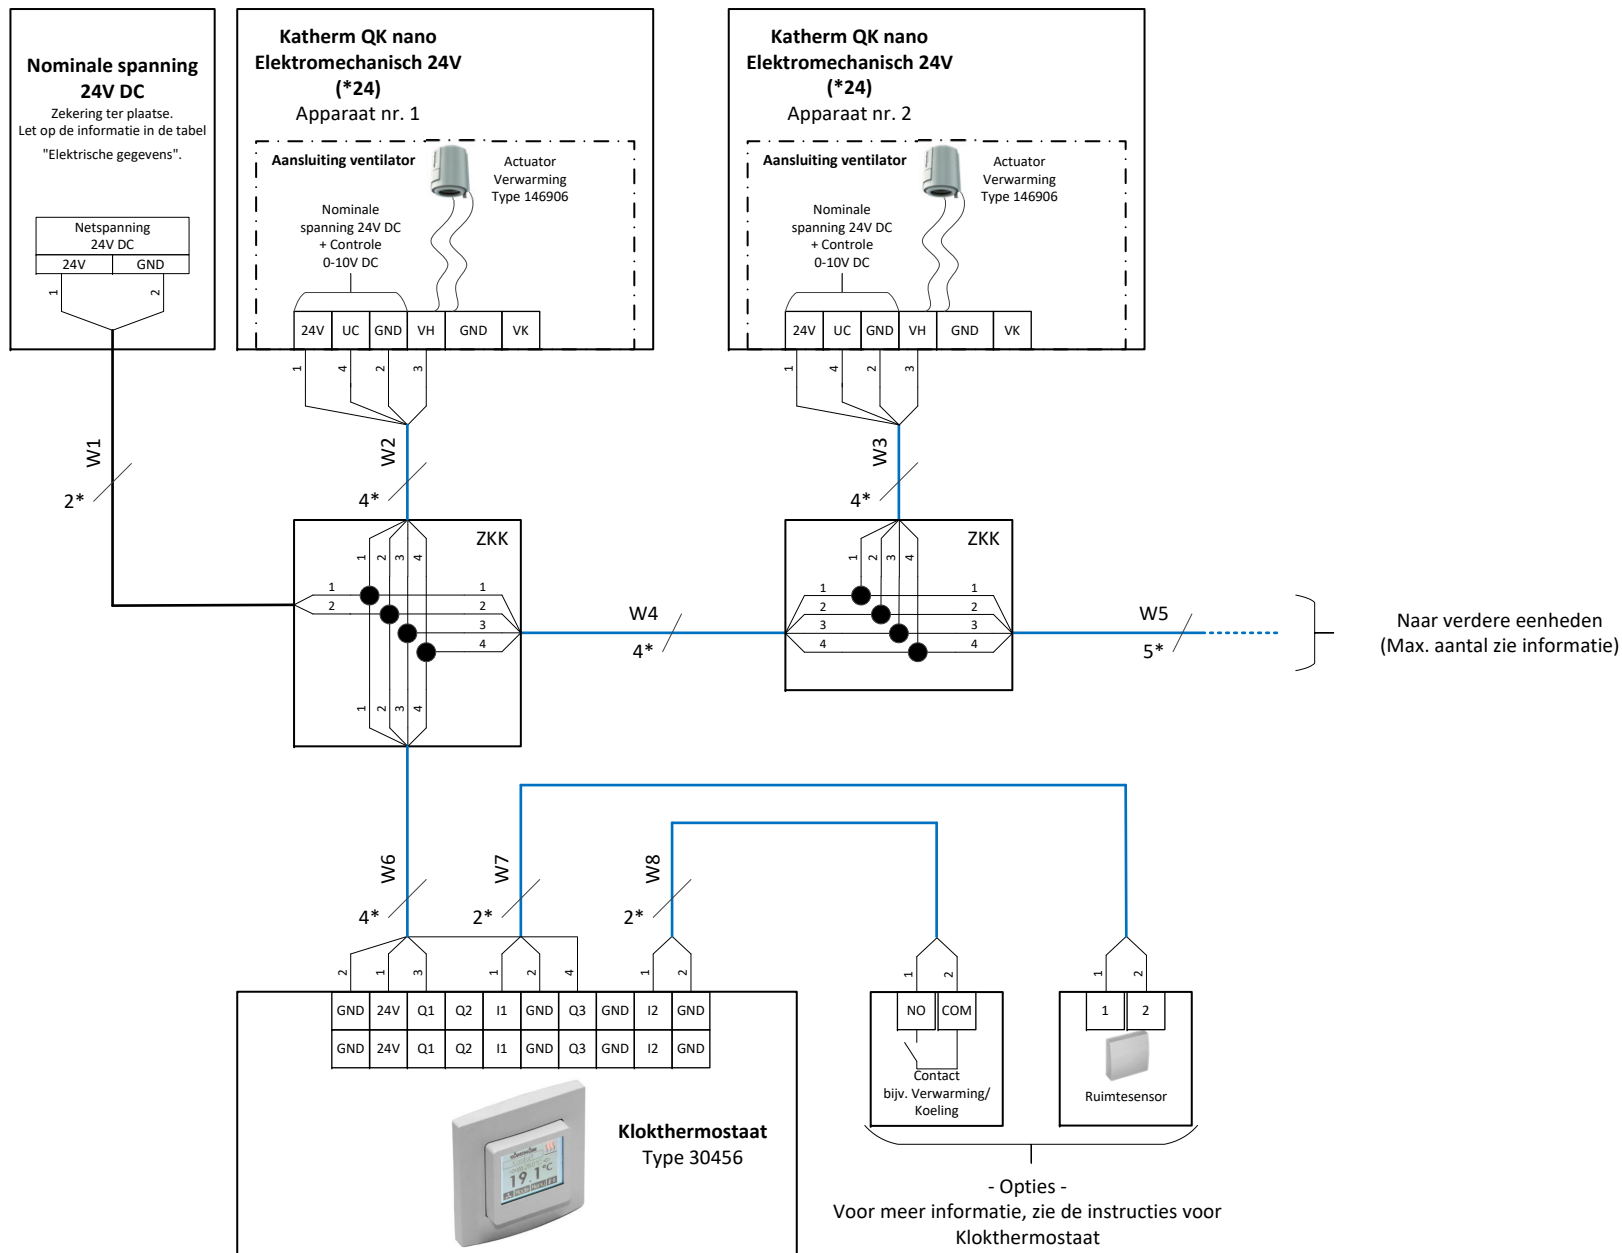 Nominale spanning
24V DC
Zekering ter plaatse.
Let op de informatie in de tabel
"Elektrische gegevens".
Netspanning
24V DC
24V GND
1 2
Katherm QK nano
Elektromechanisch 24V
(*24)
Apparaat nr. 1
Aansluiting ventilator
Actuator
Verwarming
Type 146906
Nominale
spanning 24V DC
+ Controle
0-10V DC
24V UC GND VH GND VK
1 4 2 3
Katherm QK nano
Elektromechanisch 24V
(*24)
Apparaat nr. 2
Aansluiting ventilator
Actuator
Verwarming
Type 146906
Nominale
spanning 24V DC
+ Controle
0-10V DC
24V UC GND VH GND VK
1 4 2 3
W1
2*
W2
4*
W3
4*
ZKK
1 2 3 4
1 1
2 2
3
4
1 2 3 4
W4
4*
ZKK
1 2 3 4
1 1
2 2
3 3
4 4
W5
5*
Naar verdere eenheden
(Max. aantal zie informatie)
W6
4*
W7
2*
W8
2*
2 1 3 1 2 4 1 2
GND 24V Q1 Q2 I1 GND Q3 GND I2 GND
GND 24V Q1 Q2 I1 GND Q3 GND I2 GND
Klokthermostaat
Type 30456
19.1°C
1 2
NO COM
Contact
bijv. Verwarming/
Koeling
1 2
1 2
Ruimtesensor
- Opties -
Voor meer informatie, zie de instructies voor
Klokthermostaat